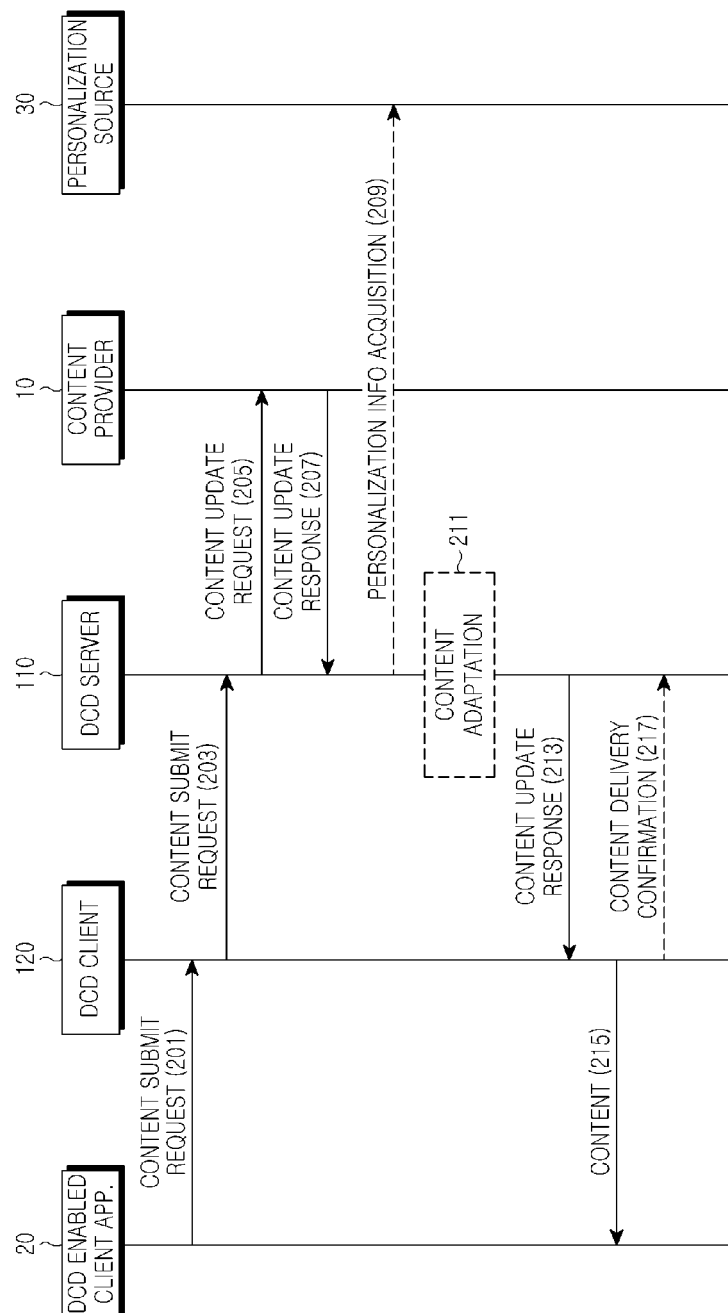 20
DCD ENABLED
CLIENT APP.
120
DCD CLIENT
110
DCD SERVER
10
CONTENT
PROVIDER
30
PERSONALIZATION
SOURCE
CONTENT SUBMIT
REQUEST (201)
CONTENT SUBMIT
REQUEST (203)
CONTENT UPDATE
REQUEST (205)
CONTENT UPDATE
RESPONSE (207)
PERSONALIZATION INFO ACQUISITION (209)
CONTENT
ADAPTATION
211
CONTENT UPDATE
RESPONSE (213)
CONTENT (215)
CONTENT DELIVERY
CONFIRMATION (217)